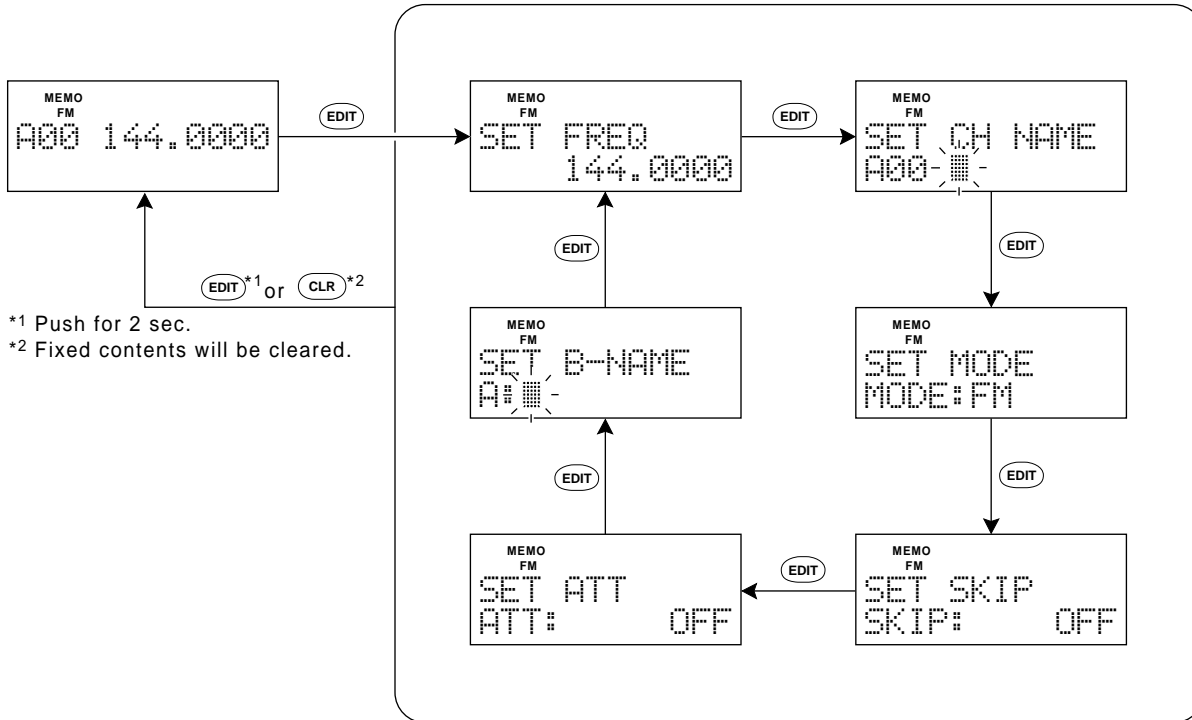 MEMO
FM
A00 144.0000
EDIT
MEMO
FM
SET FREQ
144.0000
EDIT
MEMO
FM
SET CH NAME
A00
EDIT
EDIT
EDIT*1 or CLR*2
*1 Push for 2 sec.
*2 Fixed contents will be cleared.
MEMO
FM
SET B-NAME
A:
MEMO
FM
SET MODE
MODE:FM
EDIT
EDIT
MEMO
FM
SET ATT
ATT: OFF
EDIT
MEMO
FM
SET SKIP
SKIP: OFF